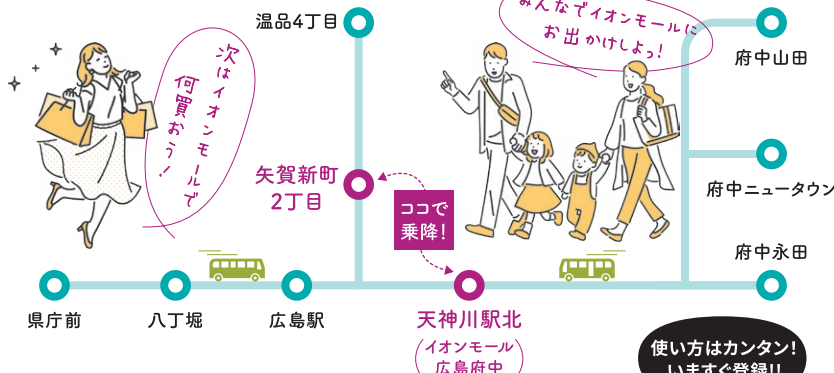 みんなでイオンモールに
お出かけしよっ!
温品4丁目
府中山田
次はイオンモールで
何買おう!
矢賀新町
2丁目
ココで
乗降!
府中ニュータウン
府中永田
県庁前
八丁堀
広島駅
天神川駅北
(イオンモール
広島府中)
使い方はカンタン!
いますぐ登録!!